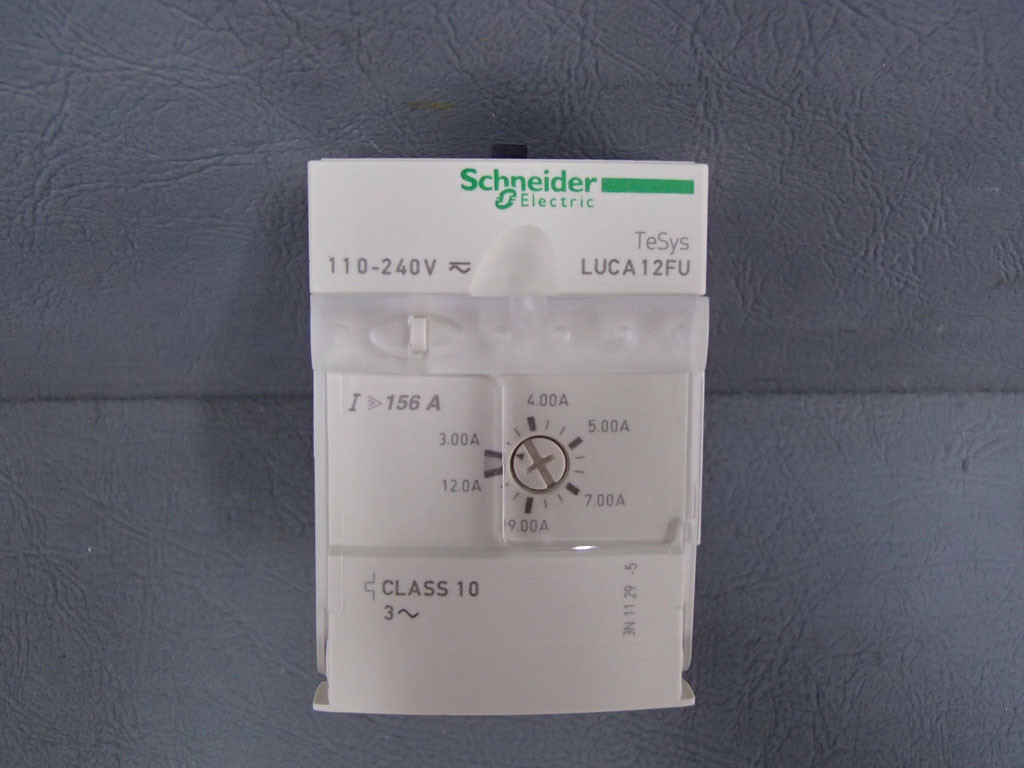 Schneider
Electric
TeSys
110-240V LUCA12FU
I ⪢ 156 A
4.00A
5.00A
3.00A
12.0A
7.00A
9.00A
CLASS 10
3~
3N 11 29 -5